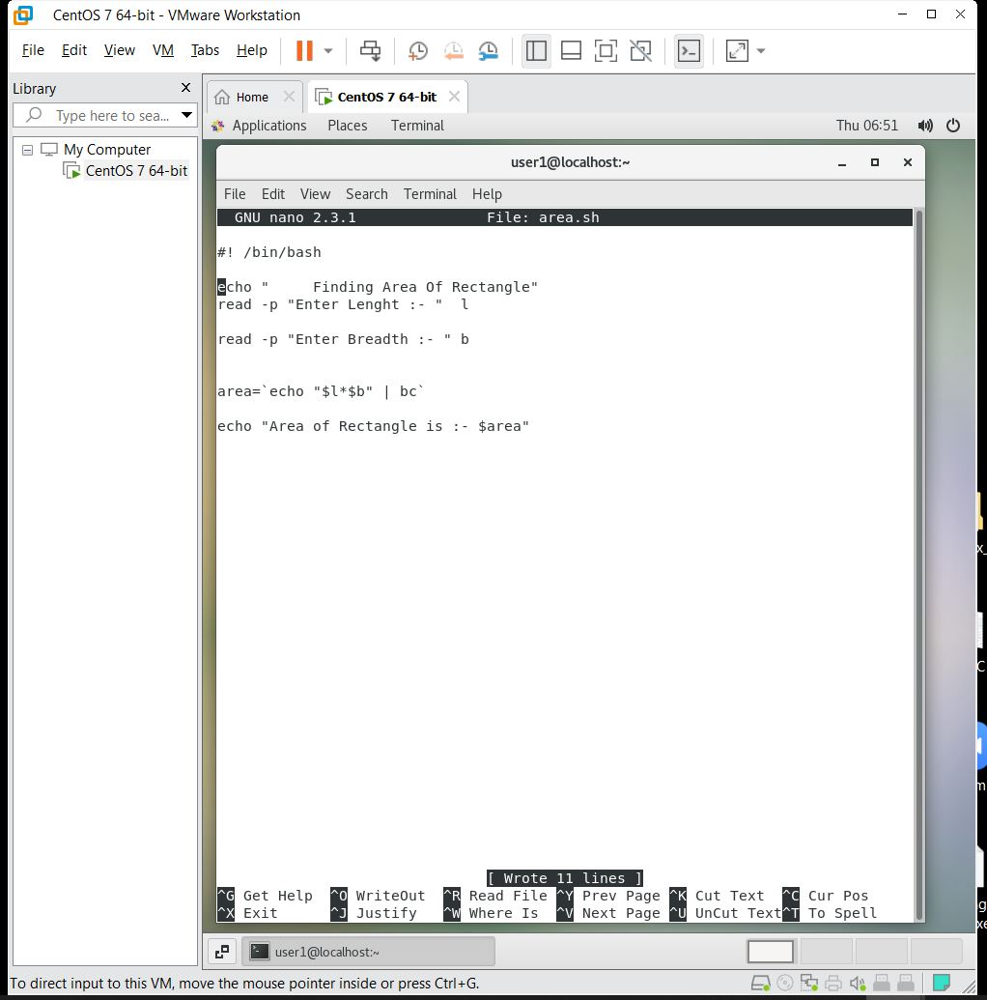 CentOS 7 64-bit - VMware Workstation
File Edit View VM Tabs Help
Library
Type here to sea...
My Computer
CentOS 7 64-bit
Home
CentOS 7 64-bit
Applications Places Terminal Thu 06:51
user1@localhost:~
File Edit View Search Terminal Help
GNU nano 2.3.1 File: area.sh
#! /bin/bash
echo "     Finding Area Of Rectangle"
read -p "Enter Lenght :- "  l
read -p "Enter Breadth :- " b
area=`echo "$l*$b" | bc`
echo "Area of Rectangle is :- $area"
[ Wrote 11 lines ]
^G Get Help ^O WriteOut ^R Read File ^Y Prev Page ^K Cut Text ^C Cur Pos
^X Exit ^J Justify ^W Where Is ^V Next Page ^U UnCut Text ^T To Spell
user1@localhost:~
To direct input to this VM, move the mouse pointer inside or press Ctrl+G.